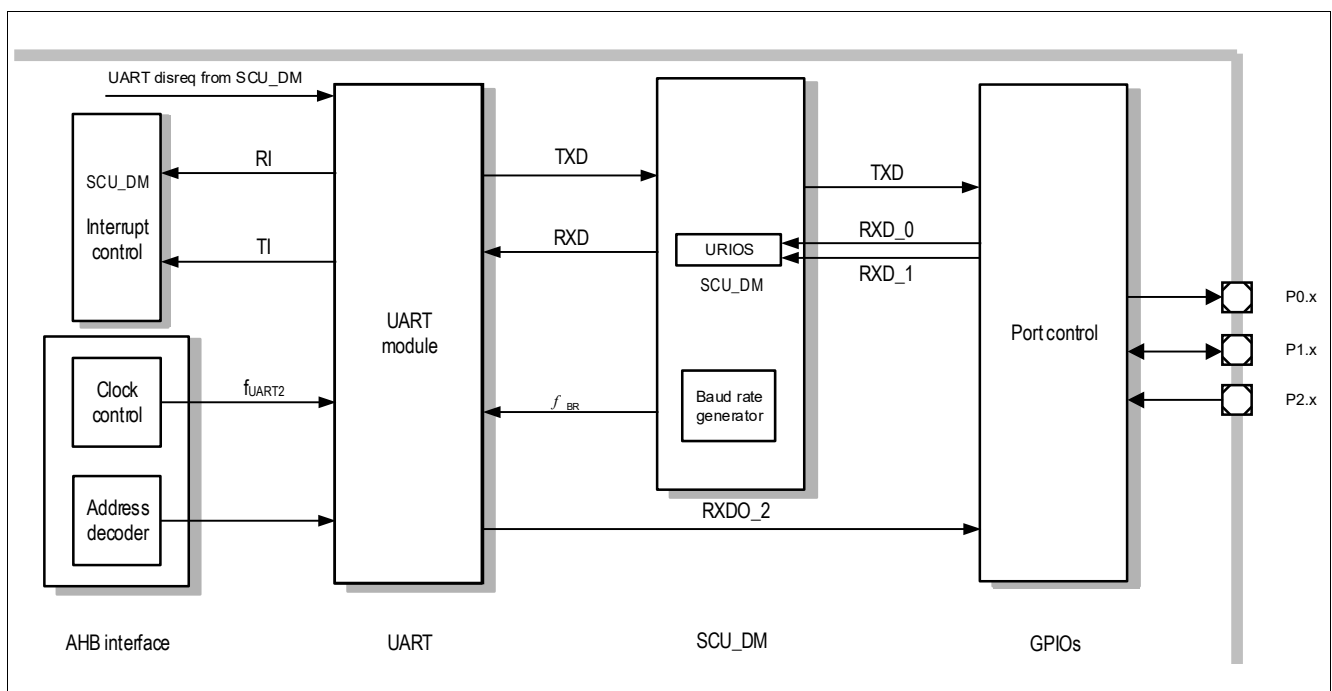 UART disreq from SCU_DM
SCU_DM
Interrupt
control
RI
TI
Clock
control
fUART2
Address
decoder
AHB interface
UART
module
UART
TXD
RXD
URIOS
SCU_DM
f BR
Baud rate
generator
SCU_DM
TXD
RXD_0
RXD_1
RXDO_2
Port control
GPIOs
P0.x
P1.x
P2.x